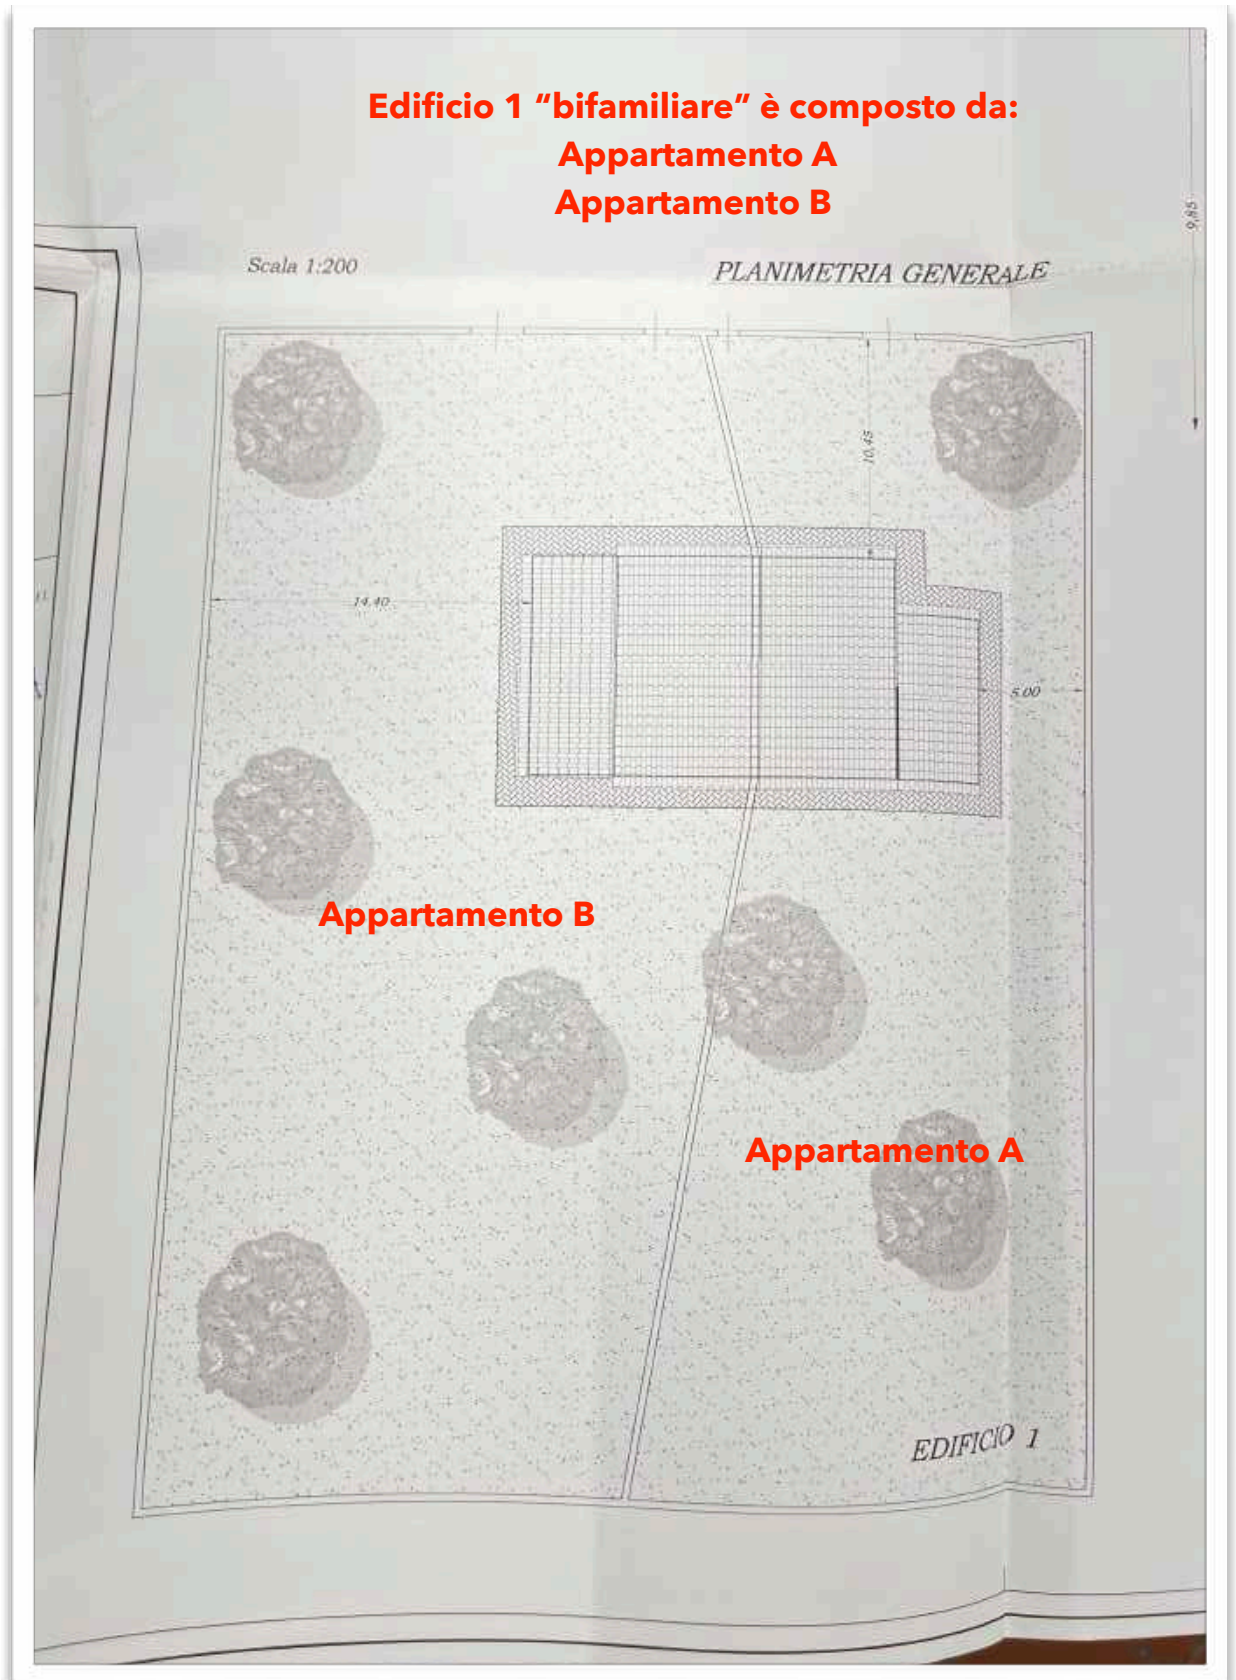 Edificio 1 “bifamiliare” è composto da:
Appartamento A
Appartamento B
9,85
Scala 1:200
PLANIMETRIA GENERALE
10,45
14,40
5,00
Appartamento B
Appartamento A
EDIFICIO 1